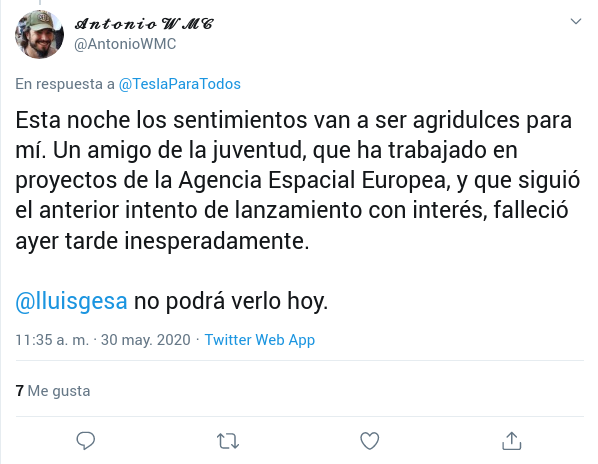 𝓐𝓷𝓽𝓸𝓷𝓲𝓸 𝓦 𝓜𝓒
@AntonioWMC
En respuesta a @TeslaParaTodos
Esta noche los sentimientos van a ser agridulces para
mí. Un amigo de la juventud, que ha trabajado en
proyectos de la Agencia Espacial Europea, y que siguió
el anterior intento de lanzamiento con interés, falleció
ayer tarde inesperadamente.
@lluisgesa no podrá verlo hoy.
11:35 a. m. · 30 may. 2020 · Twitter Web App
7 Me gusta